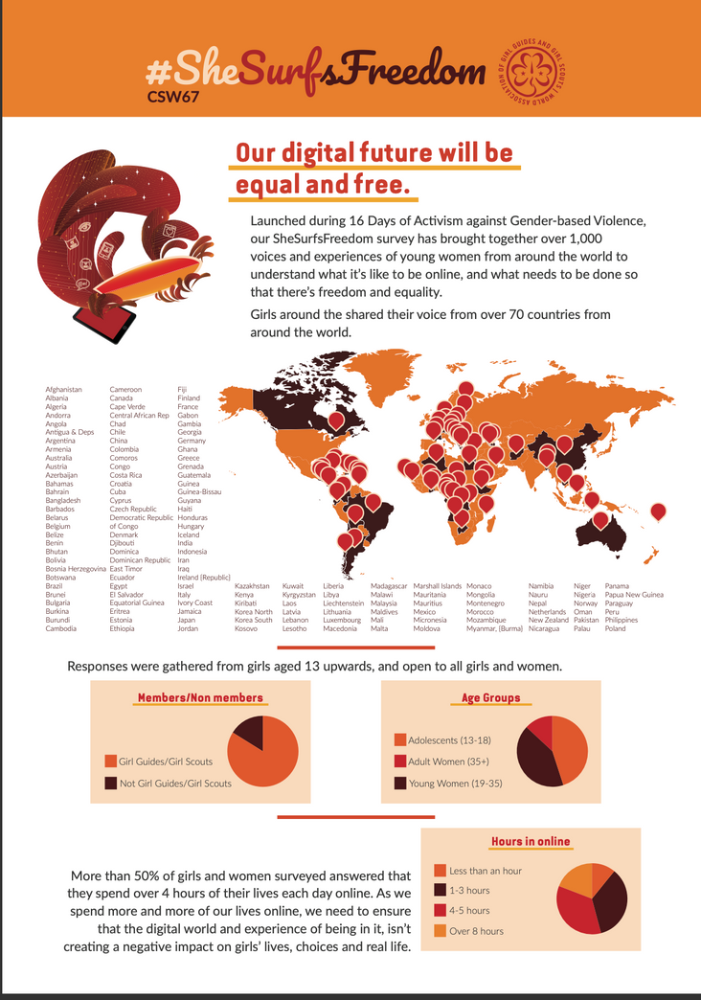 #SheSurfsFreedom
CSW67
WORLD ASSOCIATION OF GIRL GUIDES AND GIRL SCOUTS
Our digital future will be
equal and free.
Launched during 16 Days of Activism against Gender-based Violence,
our SheSurfsFreedom survey has brought together over 1,000
voices and experiences of young women from around the world to
understand what it's like to be online, and what needs to be done so
that there's freedom and equality.
Girls around the shared their voice from over 70 countries from
around the world.
Afghanistan
Albania
Algeria
Andorra
Angola
Antigua & Deps
Argentina
Armenia
Australia
Austria
Azerbaijan
Bahamas
Bahrain
Bangladesh
Barbados
Belarus
Belgium
Belize
Benin
Bhutan
Bolivia
Bosnia Herzegovina
Botswana
Brazil
Brunei
Bulgaria
Burkina
Burundi
Cambodia
Cameroon
Canada
Cape Verde
Central African Rep
Chad
Chile
China
Colombia
Comoros
Congo
Costa Rica
Croatia
Cuba
Cyprus
Czech Republic
Democratic Republic
of Congo
Denmark
Djibouti
Dominica
Dominican Republic
East Timor
Ecuador
Egypt
El Salvador
Equatorial Guinea
Eritrea
Estonia
Ethiopia
Fiji
Finland
France
Gabon
Gambia
Georgia
Germany
Ghana
Greece
Grenada
Guatemala
Guinea
Guinea-Bissau
Guyana
Haiti
Honduras
Hungary
Iceland
India
Indonesia
Iran
Iraq
Ireland {Republic}
Israel
Italy
Ivory Coast
Jamaica
Japan
Jordan
Kazakhstan
Kenya
Kiribati
Korea North
Korea South
Kosovo
Kuwait
Kyrgyzstan
Laos
Latvia
Lebanon
Lesotho
Liberia
Libya
Liechtenstein
Lithuania
Luxembourg
Macedonia
Madagascar
Malawi
Malaysia
Maldives
Mali
Malta
Marshall Islands
Mauritania
Mauritius
Mexico
Micronesia
Moldova
Monaco
Mongolia
Montenegro
Morocco
Mozambique
Myanmar, {Burma}
Namibia
Nauru
Nepal
Netherlands
New Zealand
Nicaragua
Niger
Nigeria
Norway
Oman
Pakistan
Palau
Panama
Papua New Guinea
Paraguay
Peru
Philippines
Poland
Responses were gathered from girls aged 13 upwards, and open to all girls and women.
Members/Non members
Girl Guides/Girl Scouts
Not Girl Guides/Girl Scouts
Age Groups
Adolescents (13-18)
Adult Women (35+)
Young Women (19-35)
More than 50% of girls and women surveyed answered that
they spend over 4 hours of their lives each day online. As we
spend more and more of our lives online, we need to ensure
that the digital world and experience of being in it, isn't
creating a negative impact on girls' lives, choices and real life.
Hours in online
Less than an hour
1-3 hours
4-5 hours
Over 8 hours